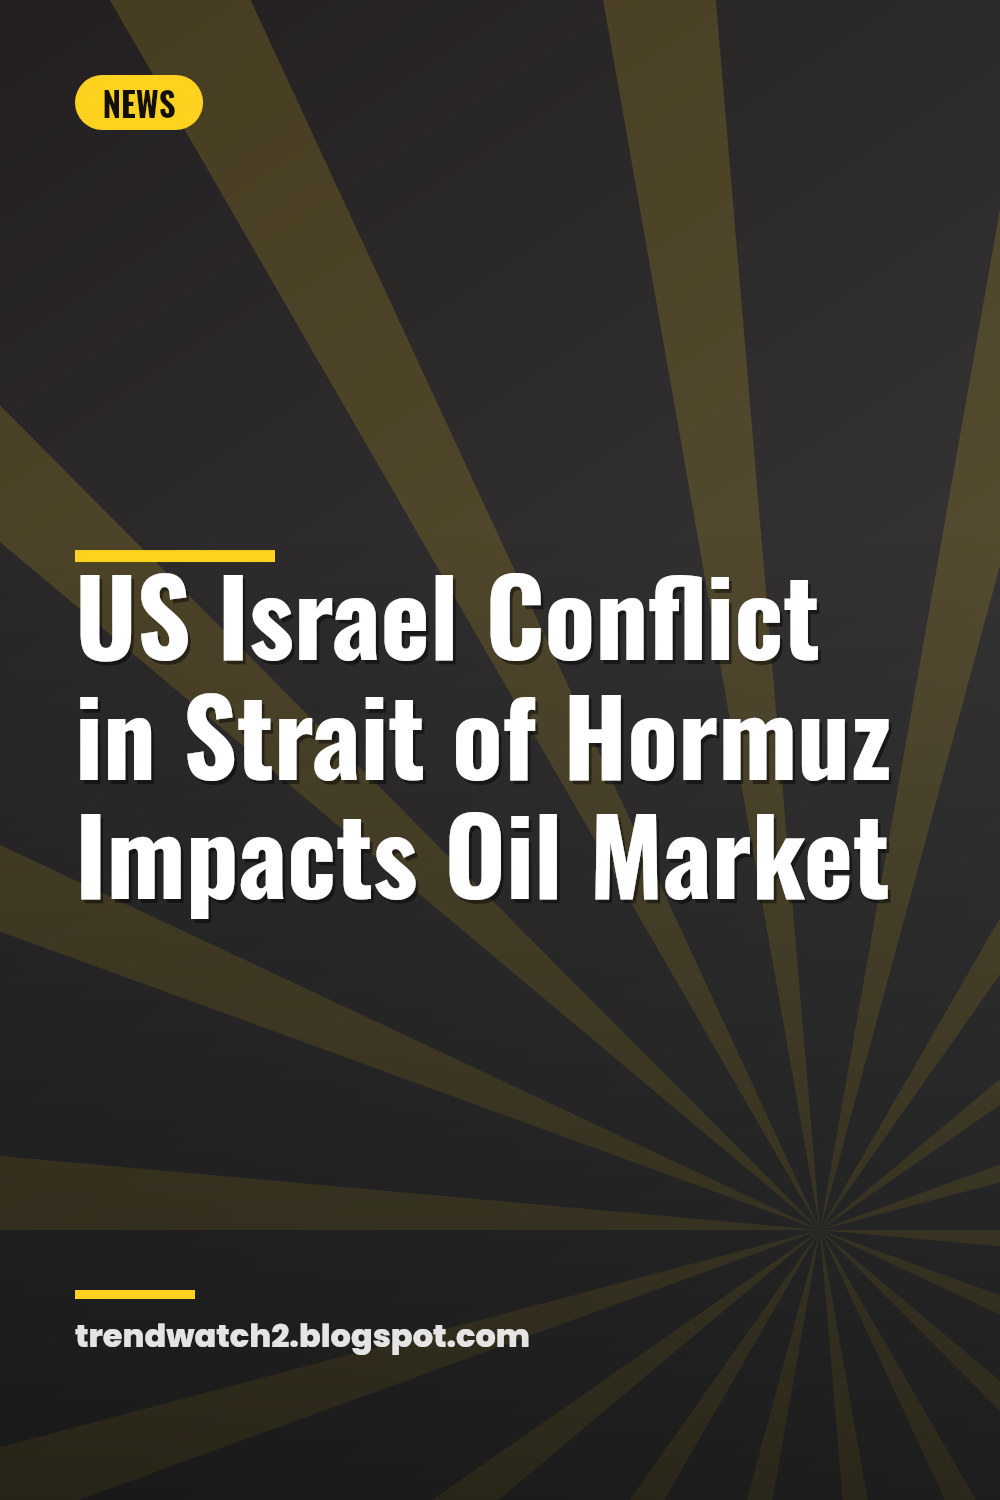 NEWS
US Israel Conflict
in Strait of Hormuz
Impacts Oil Market
trendwatch2.blogspot.com